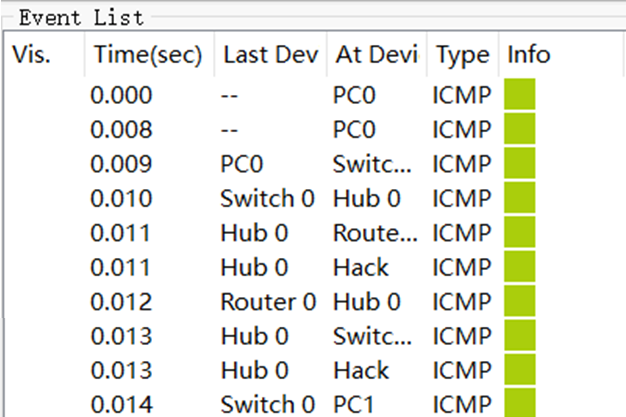 Event List
Vis. Time(sec) Last Dev At Devi Type Info
0.000 -- PC0 ICMP
0.008 -- PC0 ICMP
0.009 PC0 Switc... ICMP
0.010 Switch 0 Hub 0 ICMP
0.011 Hub 0 Route... ICMP
0.011 Hub 0 Hack ICMP
0.012 Router 0 Hub 0 ICMP
0.013 Hub 0 Switc... ICMP
0.013 Hub 0 Hack ICMP
0.014 Switch 0 PC1 ICMP